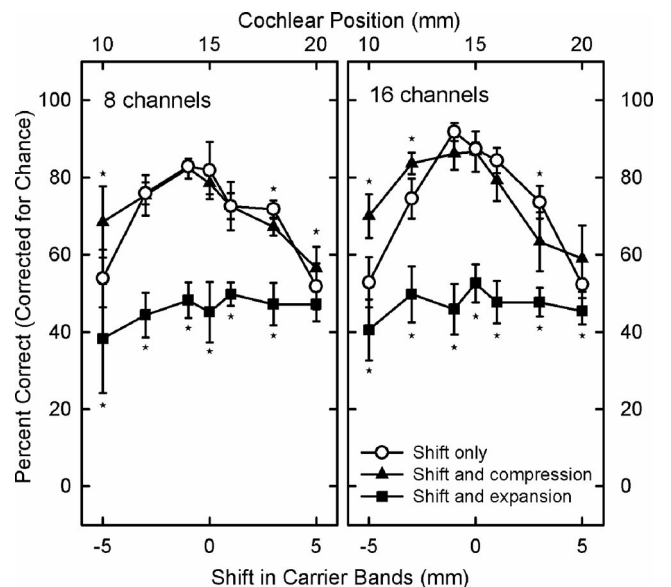 Cochlear Position (mm)
10 15 20 10 15 20
8 channels
16 channels
Percent Correct (Corrected for Chance)
100 100
80 80
60 60
40 40
20 20
0 0
Shift only
Shift and compression
Shift and expansion
-5 0 5 -5 0 5
Shift in Carrier Bands (mm)